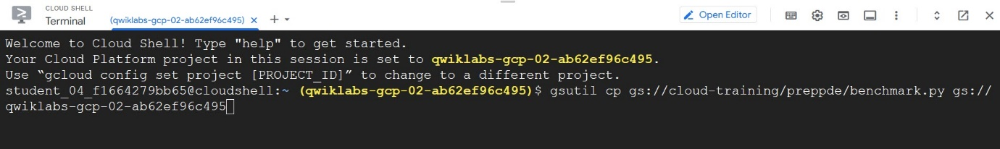 CLOUD SHELL
Terminal
(qwiklabs-gcp-02-ab62ef96c495) × + Open Editor
Welcome to Cloud Shell! Type "help" to get started.
Your Cloud Platform project in this session is set to qwiklabs-gcp-02-ab62ef96c495.
Use “gcloud config set project [PROJECT_ID]” to change to a different project.
student_04_f1664279bb65@cloudshell:~ (qwiklabs-gcp-02-ab62ef96c495)$ gsutil cp gs://cloud-training/preppde/benchmark.py gs://
qwiklabs-gcp-02-ab62ef96c495